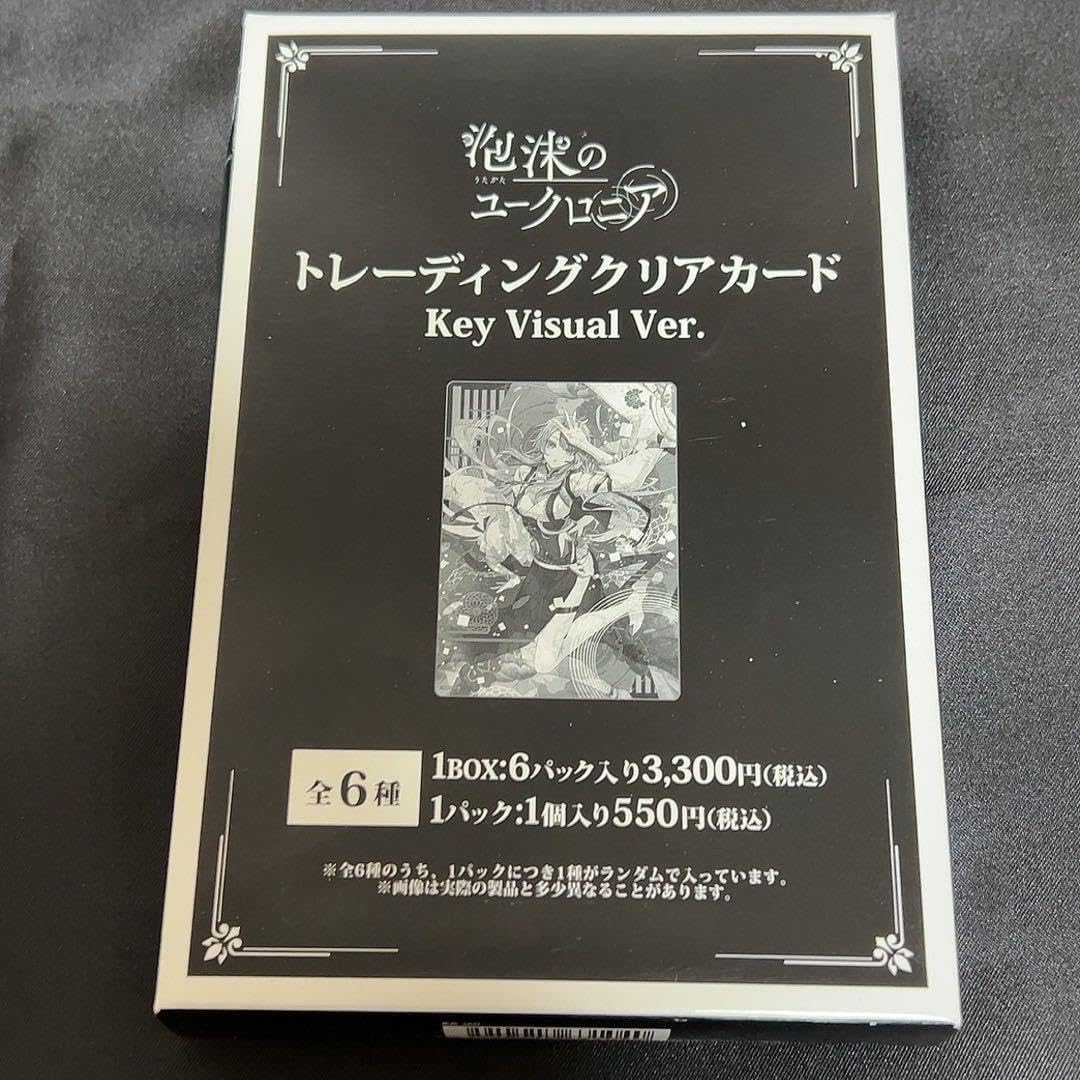 泡沫の
うたかた
ユークロニア
トレーディングクリアカード
Key Visual Ver.
全6種
1BOX:6パック入り3,300円(税込)
1パック:1個入り550円(税込)
※全6種のうち、1パックにつき1種がランダムで入っています。
※画像は実際の製品と多少異なることがあります。